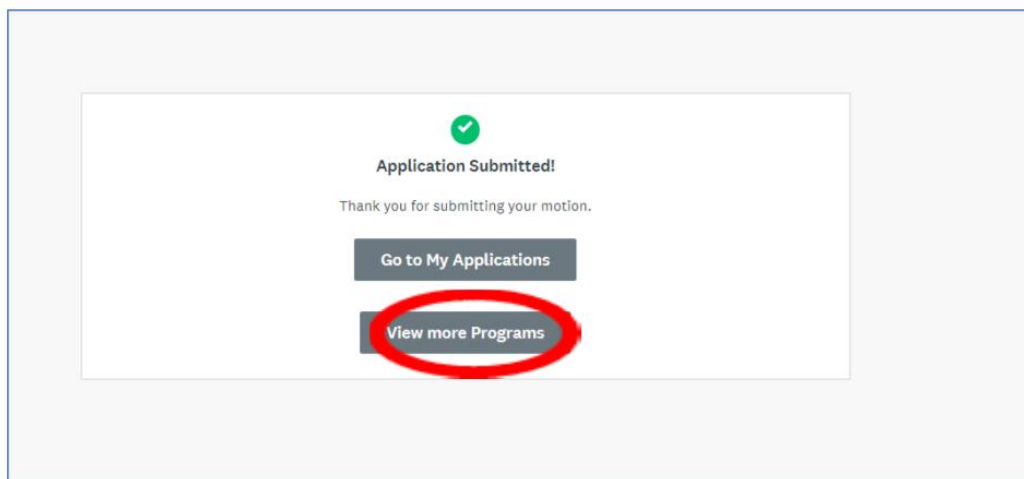 Application Submitted!
Thank you for submitting your motion.
Go to My Applications
View more Programs